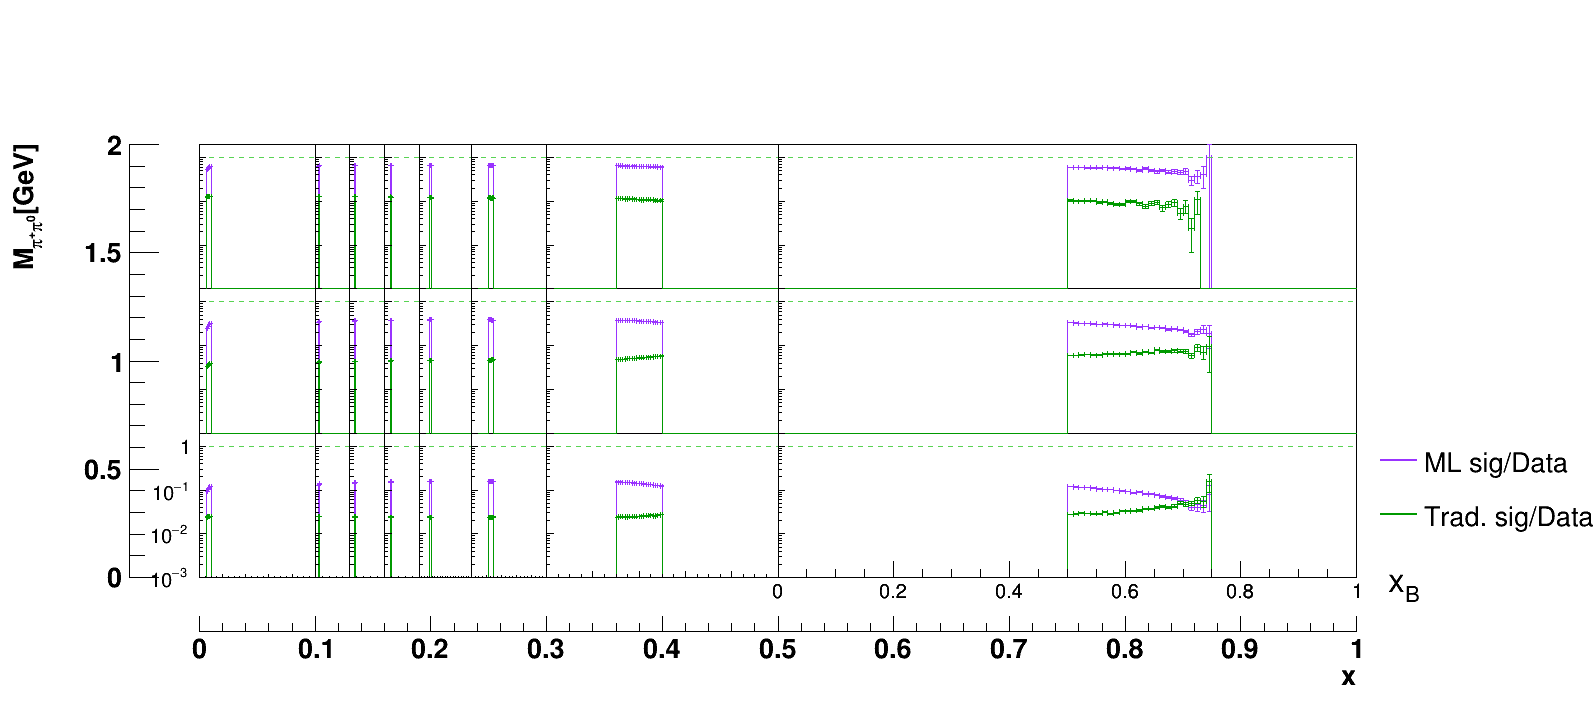 M_{π⁺π⁰}[GeV]
2
1.5
1
0.5
0
1
10⁻¹
10⁻²
10⁻³
ML sig/Data
Trad. sig/Data
0 0.2 0.4 0.6 0.8 1
x_B
0 0.1 0.2 0.3 0.4 0.5 0.6 0.7 0.8 0.9 1
x